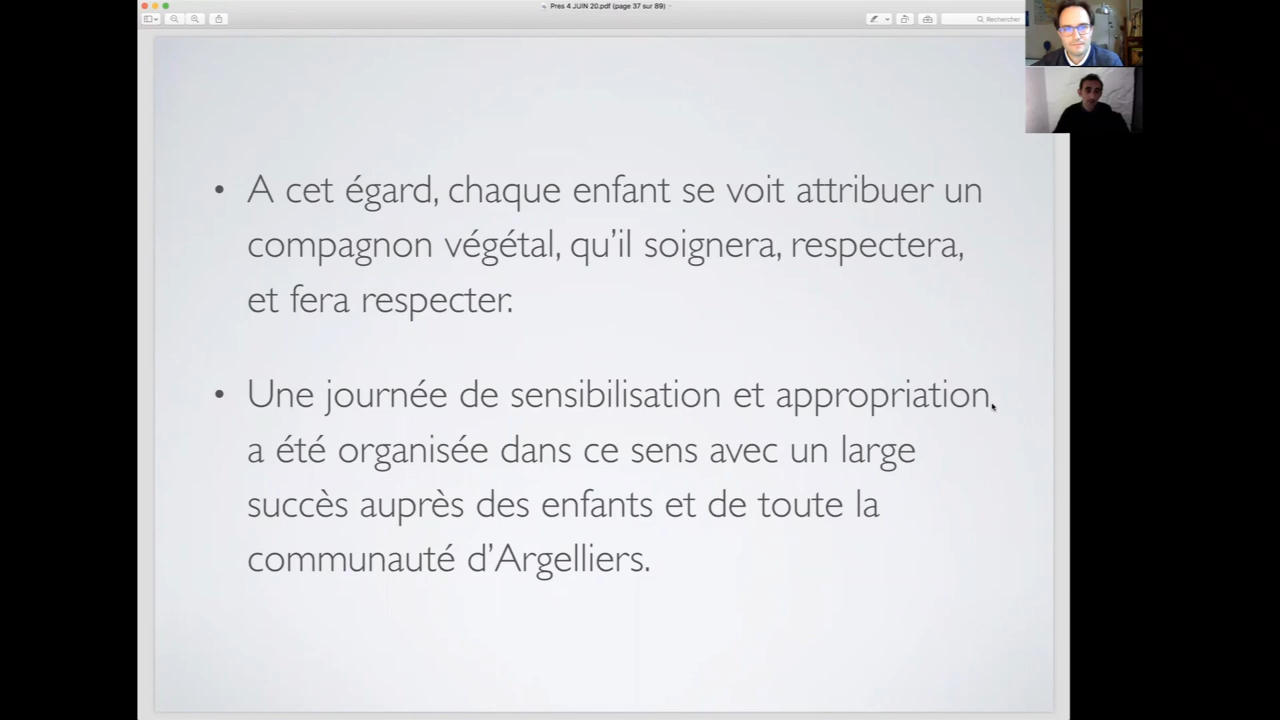 Pres 4 JUIN 20.pdf (page 37 sur 89)
Rechercher
• A cet égard, chaque enfant se voit attribuer un
compagnon végétal, qu’il soignera, respectera,
et fera respecter.
• Une journée de sensibilisation et appropriation,
a été organisée dans ce sens avec un large
succès auprès des enfants et de toute la
communauté d’Argelliers.